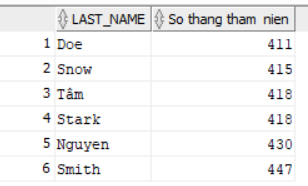 LAST_NAME So thang tham nien
1 Doe 411
2 Snow 415
3 Tâm 418
4 Stark 418
5 Nguyen 430
6 Smith 447